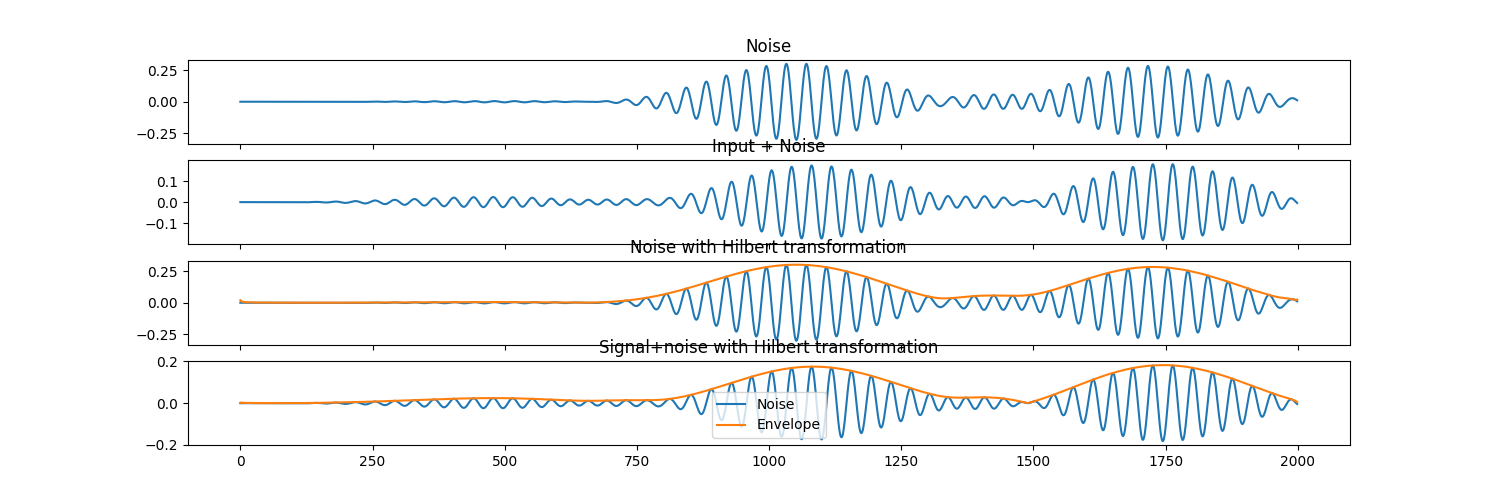 Noise
0.25
0.00
−0.25
Input + Noise
0.1
0.0
−0.1
Noise with Hilbert transformation
0.25
0.00
−0.25
Signal+noise with Hilbert transformation
0.2
0.0
−0.2
Noise
Envelope
0 250 500 750 1000 1250 1500 1750 2000